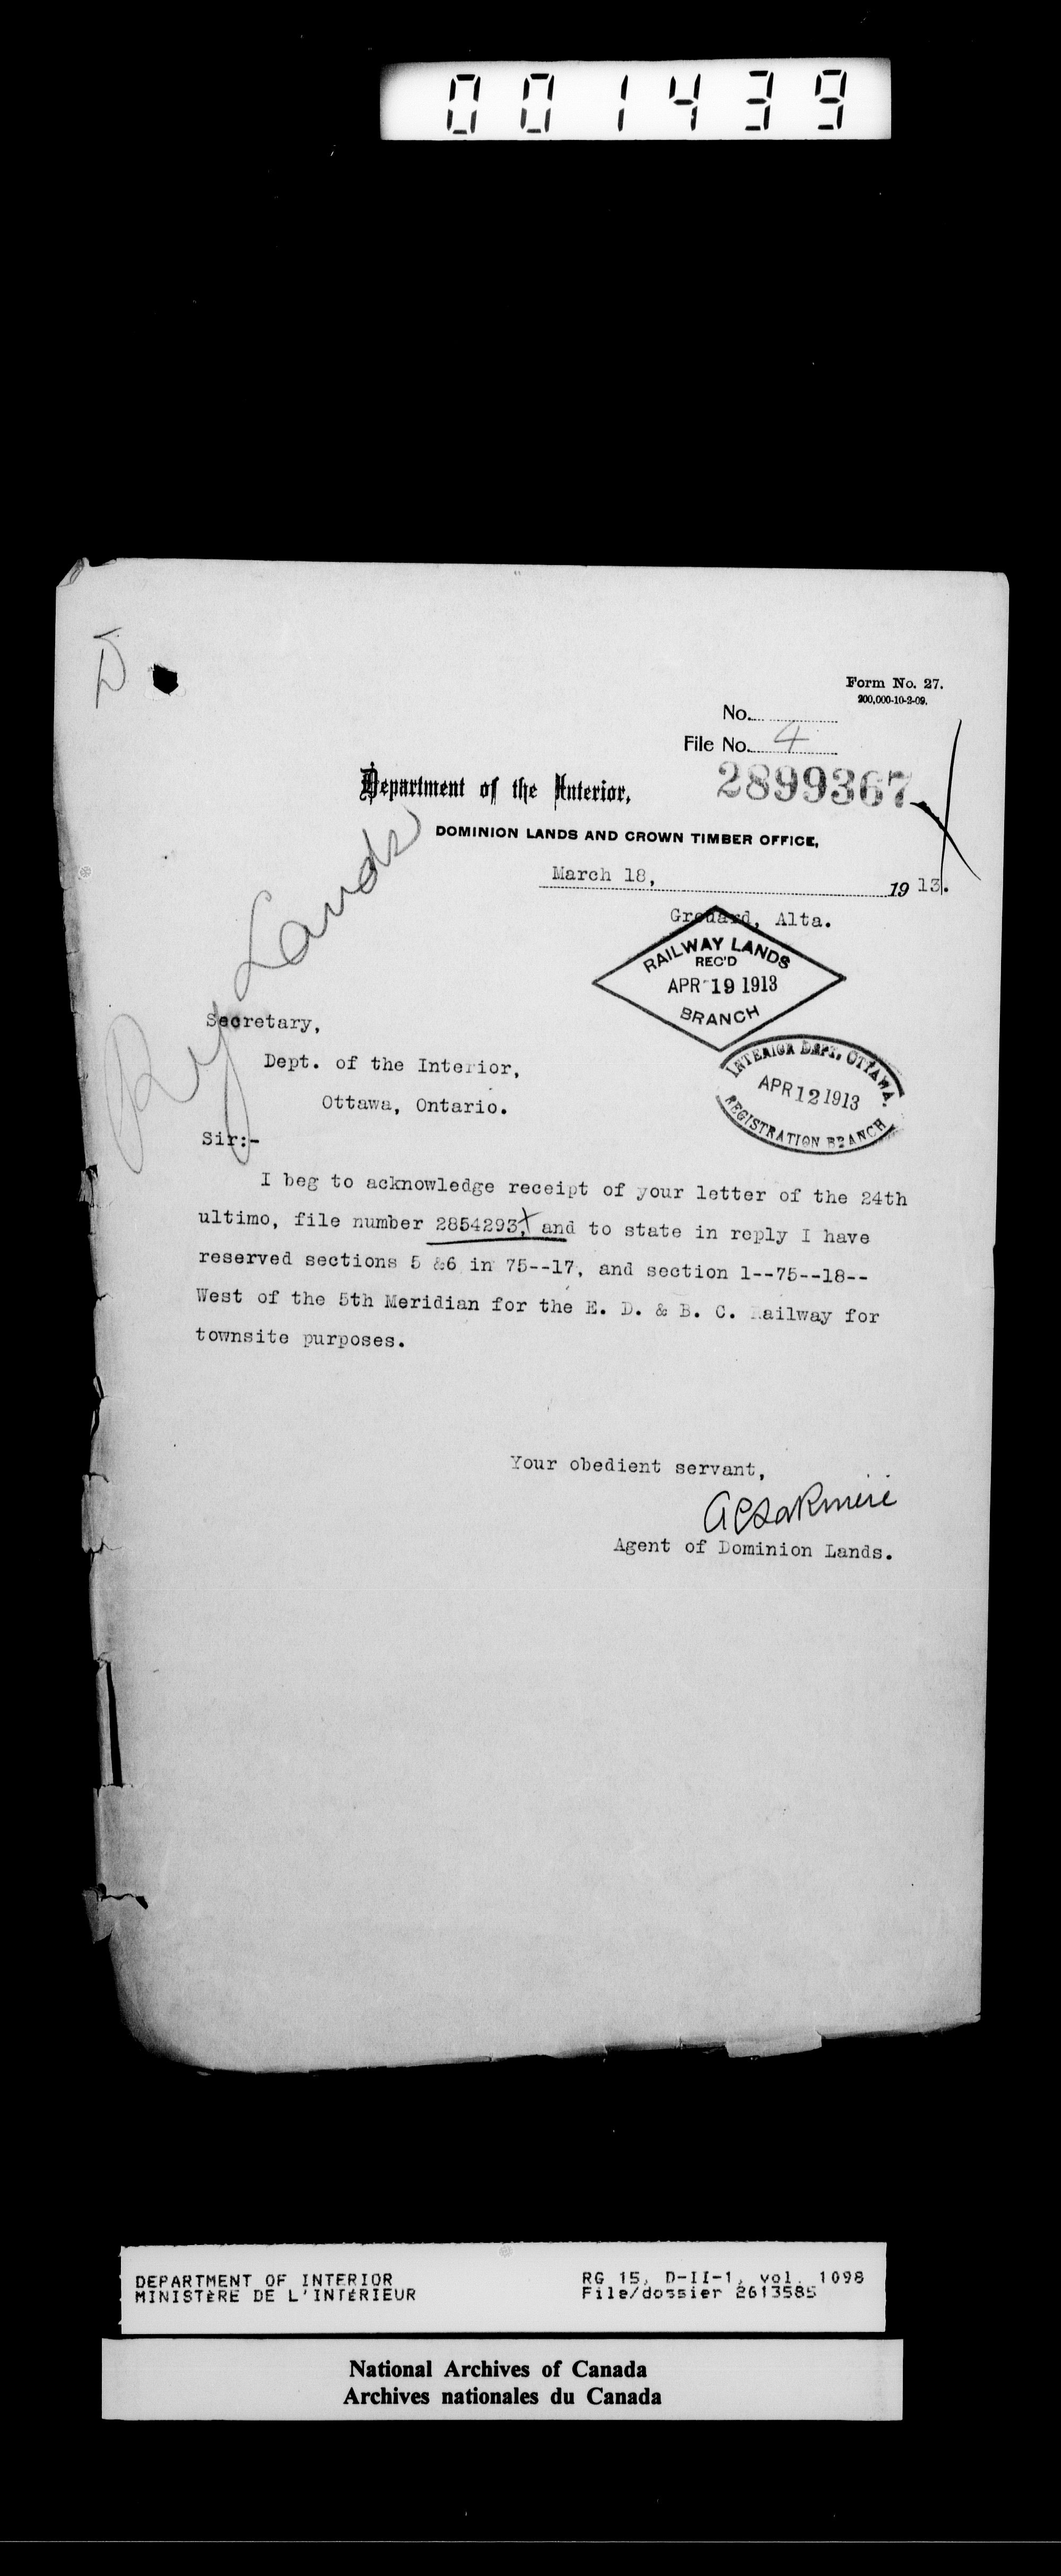 001439
D
Form No. 27.
200,000-10-2-09.
No.
File No. 4
2899367
Department of the Interior,
DOMINION LANDS AND CROWN TIMBER OFFICE,
March 18, 1913.
Grouard, Alta.
RAILWAY LANDS
REC'D
APR 19 1913
BRANCH
Ry Lands
INTERIOR DEPT. OTTAWA.
APR 12 1913
REGISTRATION BRANCH
Secretary,
Dept. of the Interior,
Ottawa, Ontario.
Sir:-
I beg to acknowledge receipt of your letter of the 24th
ultimo, file number 2854293, and to state in reply I have
reserved sections 5 &6 in 75--17, and section 1--75--18--
West of the 5th Meridian for the E. D. & B. C. Railway for
townsite purposes.
Your obedient servant,
Agent of Dominion Lands.
DEPARTMENT OF INTERIOR
MINISTÈRE DE L'INTÉRIEUR
RG 15, D-II-1, vol. 1098
File/dossier 2613585
National Archives of Canada
Archives nationales du Canada